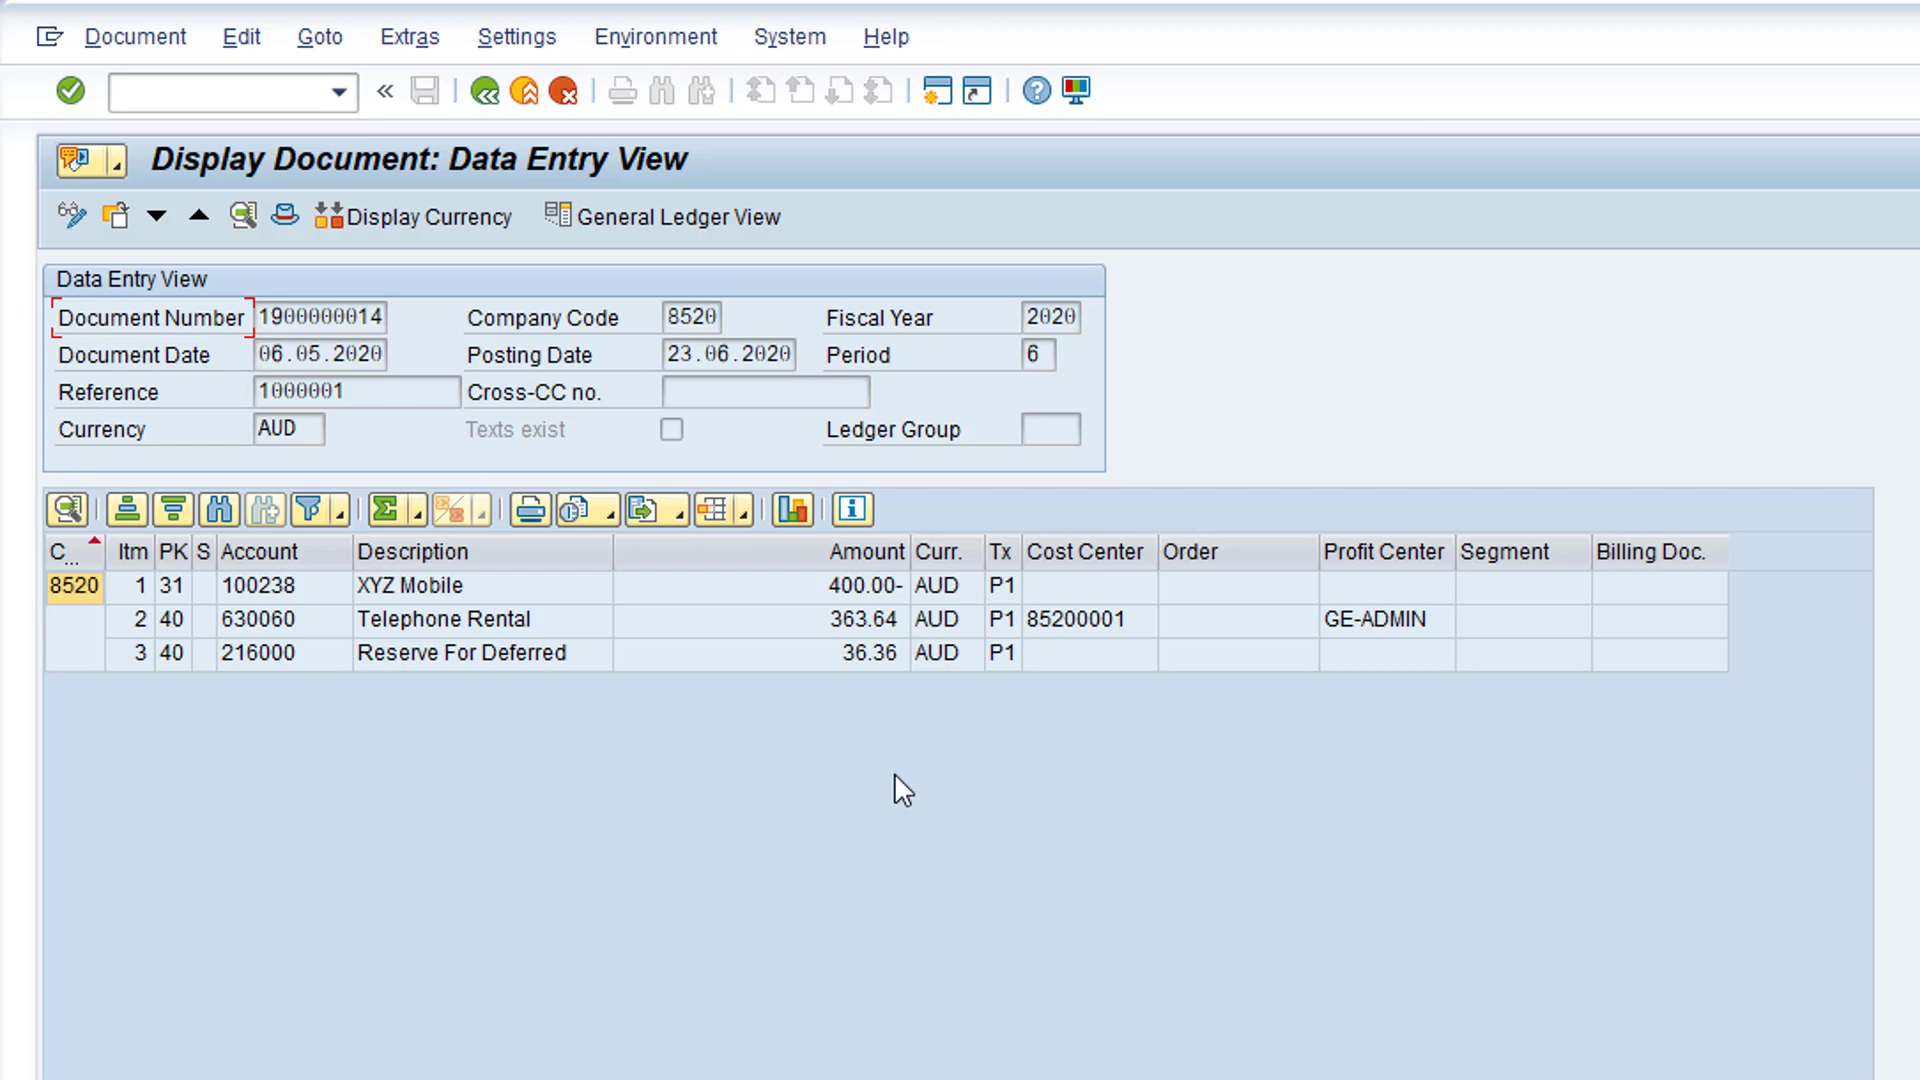 Document Edit Goto Extras Settings Environment System Help
Display Document: Data Entry View
Display Currency General Ledger View
Data Entry View
Document Number 1900000014 Company Code 8520 Fiscal Year 2020
Document Date 06.05.2020 Posting Date 23.06.2020 Period 6
Reference 1000001 Cross-CC no.
Currency AUD Texts exist Ledger Group
C... Itm PK S Account Description Amount Curr. Tx Cost Center Order Profit Center Segment Billing Doc.
8520 1 31 100238 XYZ Mobile 400.00- AUD P1
2 40 630060 Telephone Rental 363.64 AUD P1 85200001 GE-ADMIN
3 40 216000 Reserve For Deferred 36.36 AUD P1